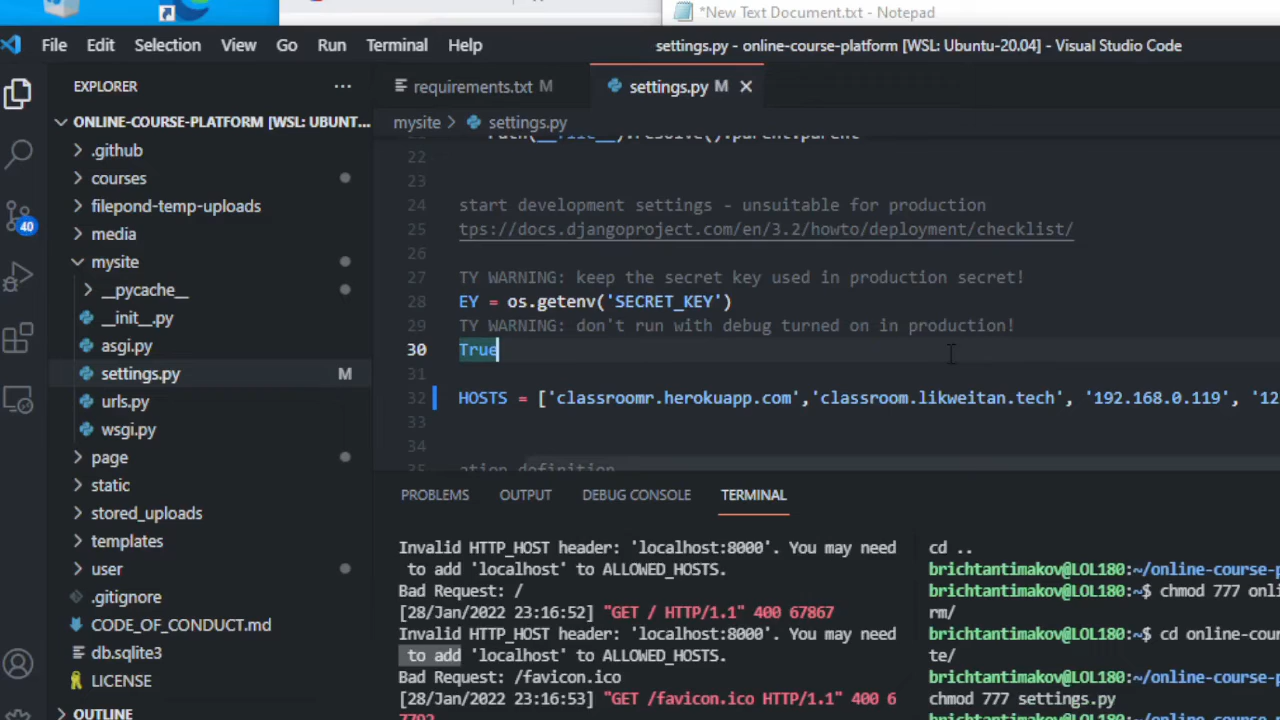 *New Text Document.txt - Notepad
File Edit Selection View Go Run Terminal Help
settings.py - online-course-platform [WSL: Ubuntu-20.04] - Visual Studio Code
EXPLORER ...
requirements.txt M
settings.py M
ONLINE-COURSE-PLATFORM [WSL: UBUNT...
mysite > settings.py
.github
courses
filepond-temp-uploads
media
mysite
__pycache__
__init__.py
asgi.py
settings.py M
urls.py
wsgi.py
page
static
stored_uploads
templates
user
.gitignore
CODE_OF_CONDUCT.md
db.sqlite3
LICENSE
OUTLINE
40
Path(__file__).resolve().parent.parent
22
23
24 start development settings - unsuitable for production
25 tps://docs.djangoproject.com/en/3.2/howto/deployment/checklist/
26
27 TY WARNING: keep the secret key used in production secret!
28 EY = os.getenv('SECRET_KEY')
29 TY WARNING: don't run with debug turned on in production!
30 True
31
32 HOSTS = ['classroomr.herokuapp.com','classroom.likweitan.tech', '192.168.0.119', '12
33
34
35 ation definition
PROBLEMS OUTPUT DEBUG CONSOLE TERMINAL
Invalid HTTP_HOST header: 'localhost:8000'. You may need
to add 'localhost' to ALLOWED_HOSTS.
Bad Request: /
[28/Jan/2022 23:16:52] "GET / HTTP/1.1" 400 67867
Invalid HTTP_HOST header: 'localhost:8000'. You may need
to add 'localhost' to ALLOWED_HOSTS.
Bad Request: /favicon.ico
[28/Jan/2022 23:16:53] "GET /favicon.ico HTTP/1.1" 400 6
cd ..
brichtantimakov@LOL180:~/online-course-p
brichtantimakov@LOL180:~$ chmod 777 onli
rm/
brichtantimakov@LOL180:~$ cd online-cour
te/
brichtantimakov@LOL180:~/online-course-p
chmod 777 settings.py